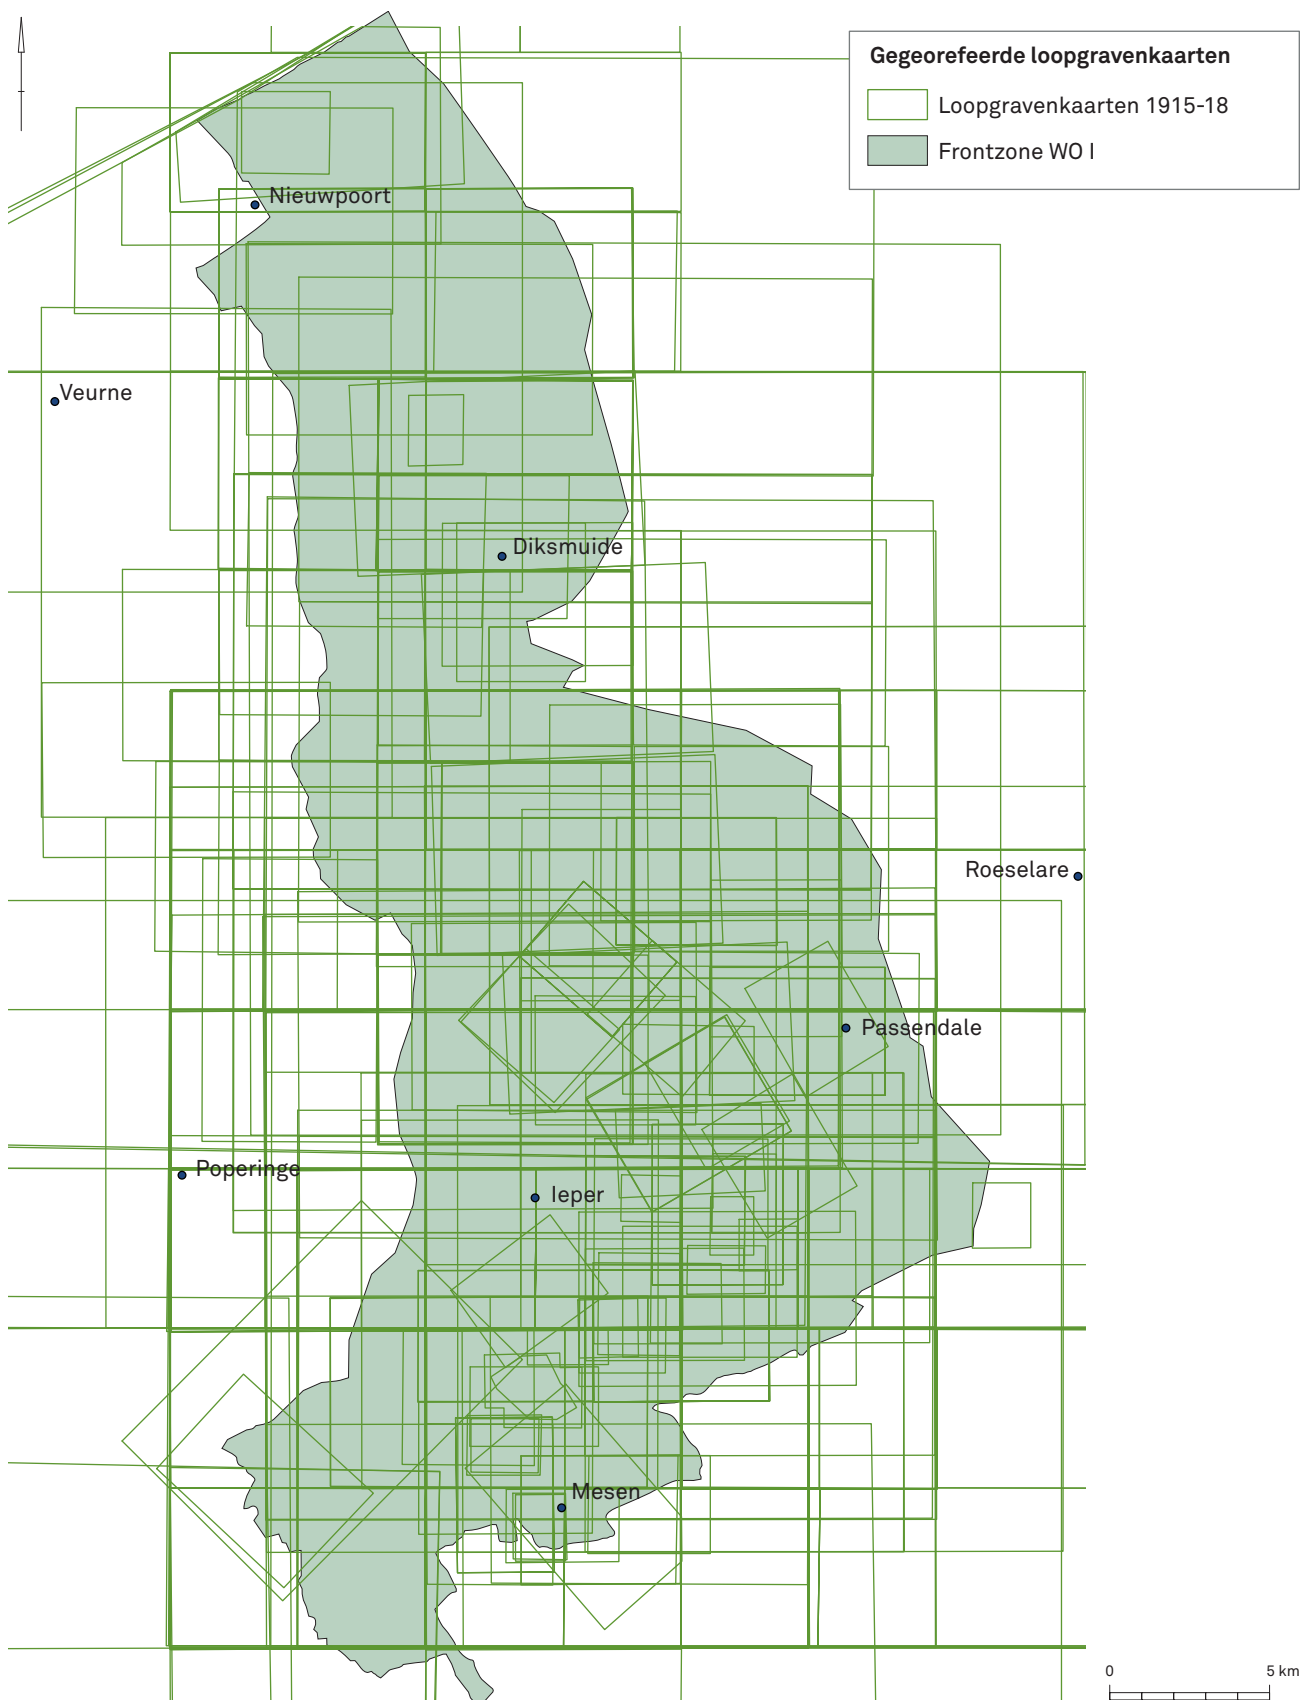 Gegeorefeerde loopgravenkaarten
Loopgravenkaarten 1915-18
Frontzone WO I
Nieuwpoort
Veurne
Diksmuide
Roeselare
Passendale
Poperinge
Ieper
Mesen
0 5 km